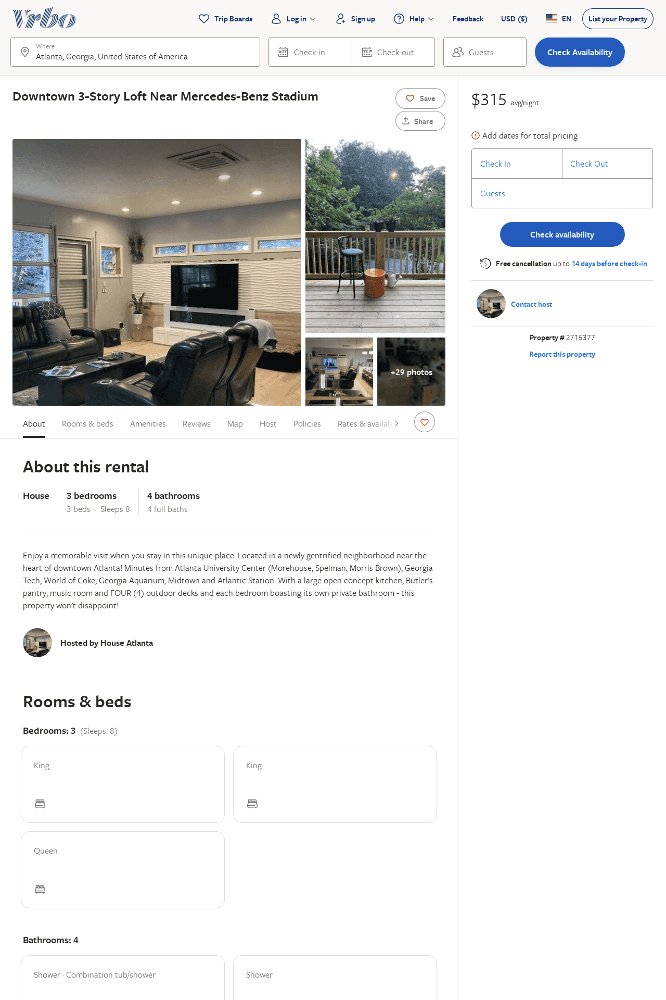 Vrbo
Trip Boards
Log in
Sign up
Help
Feedback
USD ($)
EN
List your Property
Where
Atlanta, Georgia, United States of America
Check-in
Check-out
Guests
Check Availability
Downtown 3-Story Loft Near Mercedes-Benz Stadium
Save
Share
+29 photos
$315 avg/night
Add dates for total pricing
Check In
Check Out
Guests
Check availability
Free cancellation up to 14 days before check-in
Contact host
Property # 2715377
Report this property
About
Rooms & beds
Amenities
Reviews
Map
Host
Policies
Rates & availab
About this rental
House
3 bedrooms
3 beds · Sleeps 8
4 bathrooms
4 full baths
Enjoy a memorable visit when you stay in this unique place. Located in a newly gentrified neighborhood near the
heart of downtown Atlanta! Minutes from Atlanta University Center (Morehouse, Spelman, Morris Brown), Georgia
Tech, World of Coke, Georgia Aquarium, Midtown and Atlantic Station. With a large open concept kitchen, Butler’s
pantry, music room and FOUR (4) outdoor decks and each bedroom boasting its own private bathroom - this
property won’t disappoint!
Hosted by House Atlanta
Rooms & beds
Bedrooms: 3 (Sleeps: 8)
King
King
Queen
Bathrooms: 4
Shower · Combination tub/shower
Shower